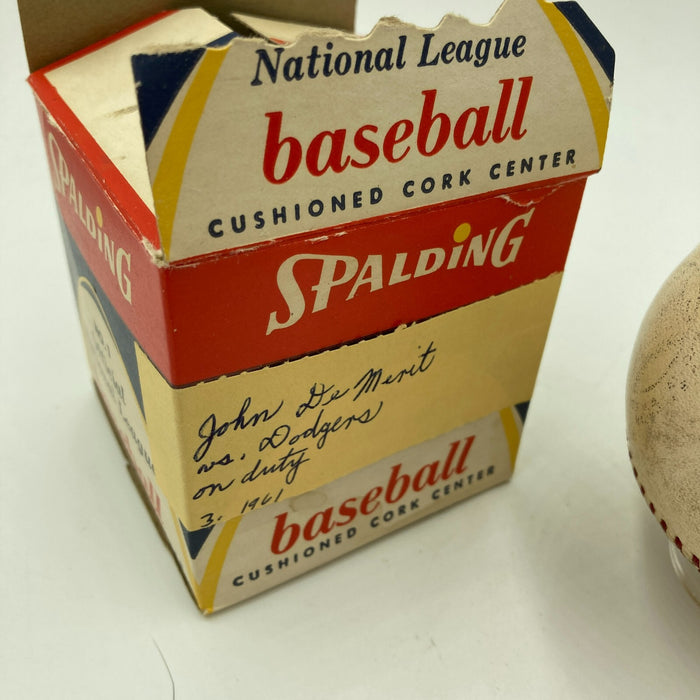 National League
baseball
CUSHIONED CORK CENTER
SPALDING
SPALDING
John De Merit
vs. Dodgers
on duty
3. 1961
baseball
CUSHIONED CORK CENTER